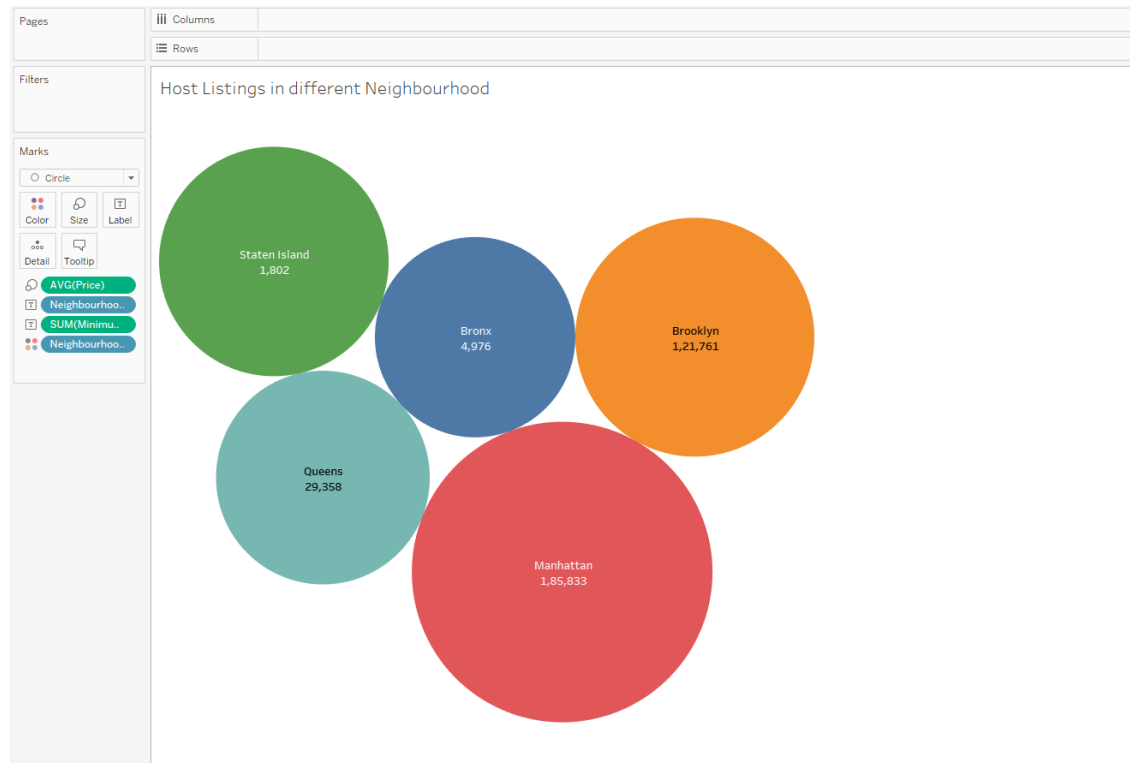 Pages
Columns
Rows
Filters
Host Listings in different Neighbourhood
Marks
Circle
Color
Size
Label
Detail
Tooltip
AVG(Price)
Neighbourhoo..
SUM(Minimu..
Neighbourhoo..
Staten Island
1,802
Bronx
4,976
Brooklyn
1,21,761
Queens
29,358
Manhattan
1,85,833